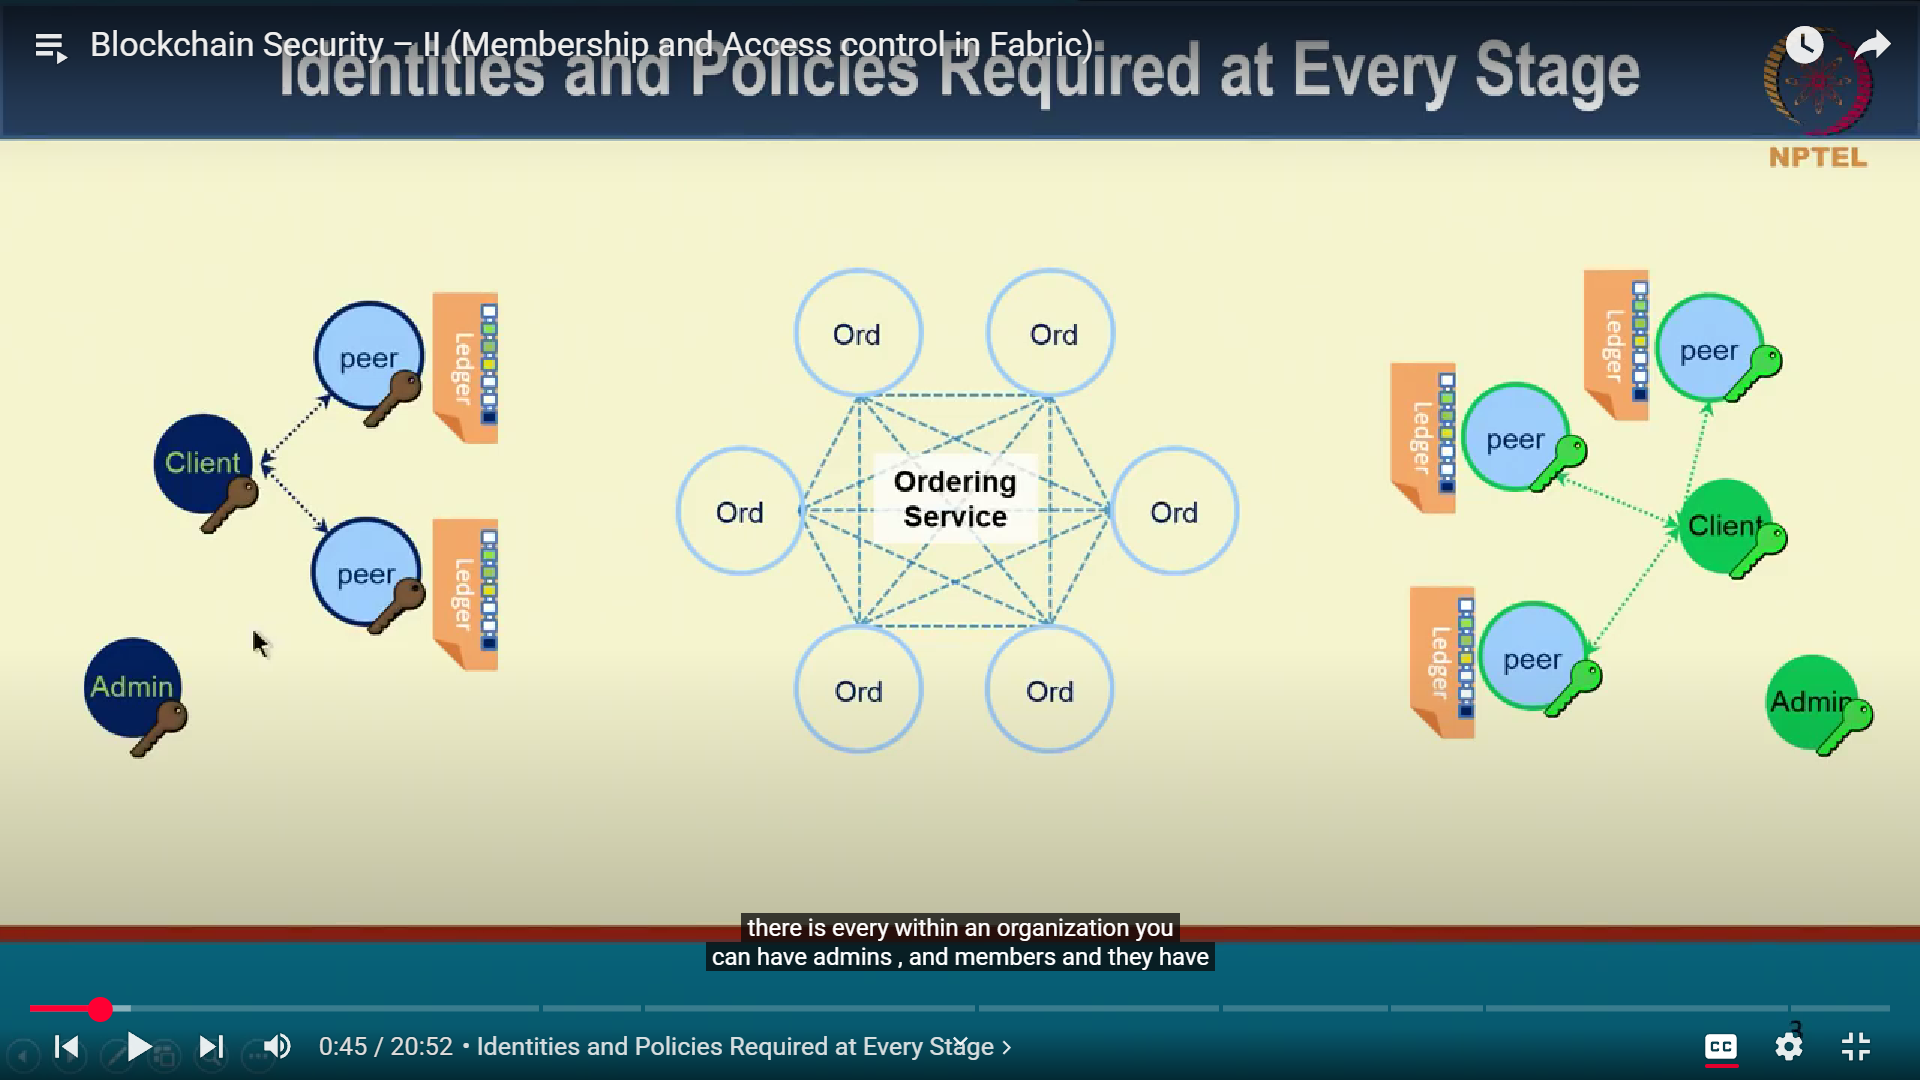 Blockchain Security – II (Membership and Access control in Fabric)
Identities and Policies Required at Every Stage
NPTEL
Ord
Ord
peer
Ledger
Ledger
peer
Client
Ledger
peer
Ord
Ordering
Service
Ord
Client
peer
Ledger
Ledger
peer
Admin
Ord
Ord
Admin
there is every within an organization you
can have admins , and members and they have
3
0:45 / 20:52 • Identities and Policies Required at Every Stage
CC